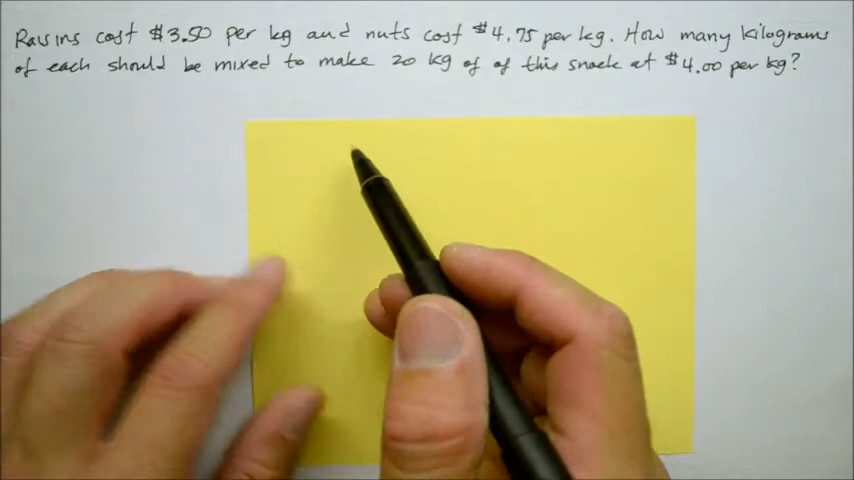 Raisins cost $3.50 per kg and nuts cost $4.75 per kg. How many kilograms
of each should be mixed to make 20 kg of of this snack at $4.00 per kg?